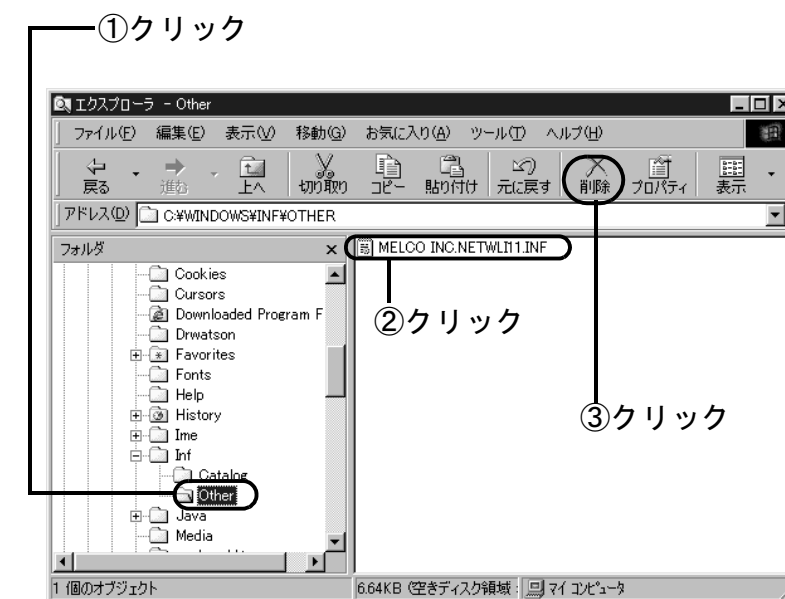 ①クリック
エクスプローラ - Other
ファイル(F) 編集(E) 表示(V) 移動(G) お気に入り(A) ツール(T) ヘルプ(H)
戻る 進む 上へ 切り取り コピー 貼り付け 元に戻す 削除 プロパティ 表示
アドレス(D) C:¥WINDOWS¥INF¥OTHER
フォルダ ×
MELCO INC.NETWLI11.INF
Cookies
Cursors
Downloaded Program F
②クリック
Drwatson
Favorites
Fonts
Help
History
③クリック
Ime
Inf
Catalog
Other
Java
Media
1 個のオブジェクト 6.64KB (空きディスク領域: マイ コンピュータ